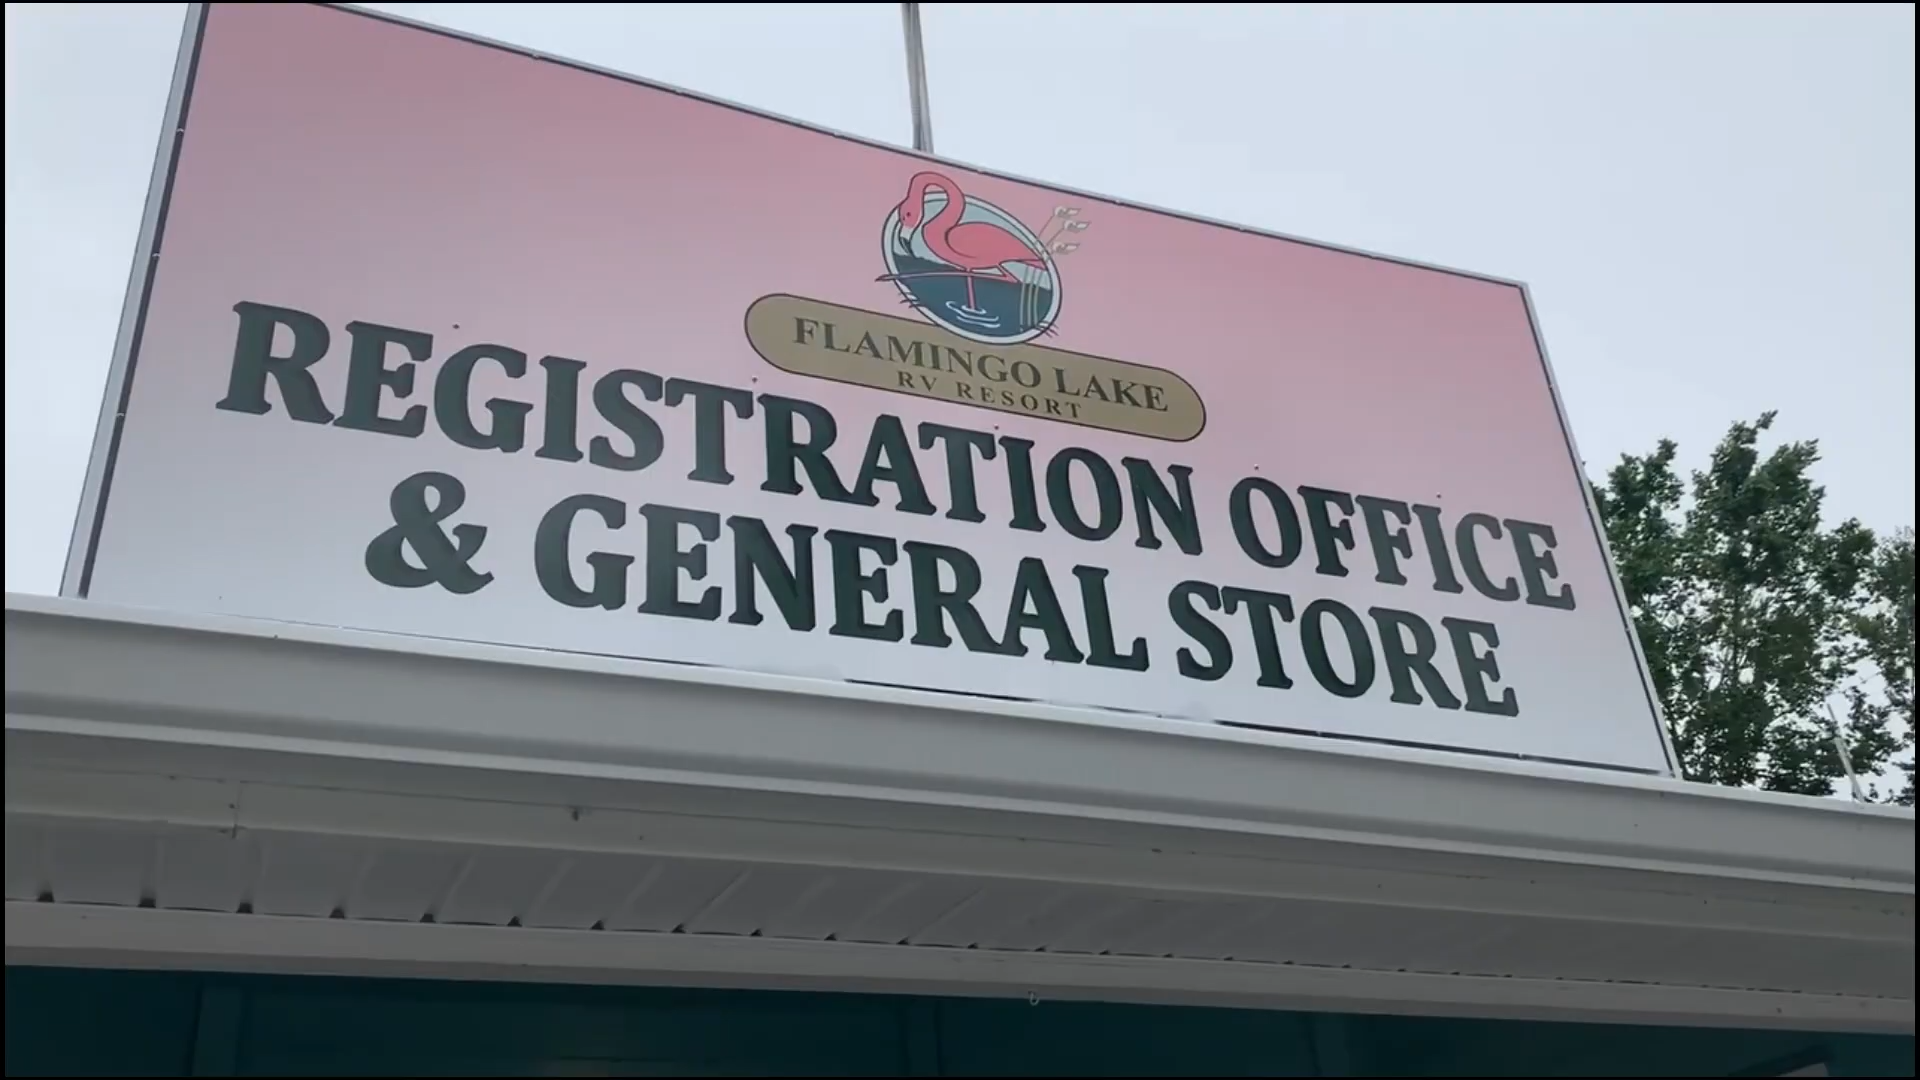 FLAMINGO LAKE
RV RESORT
REGISTRATION OFFICE
& GENERAL STORE